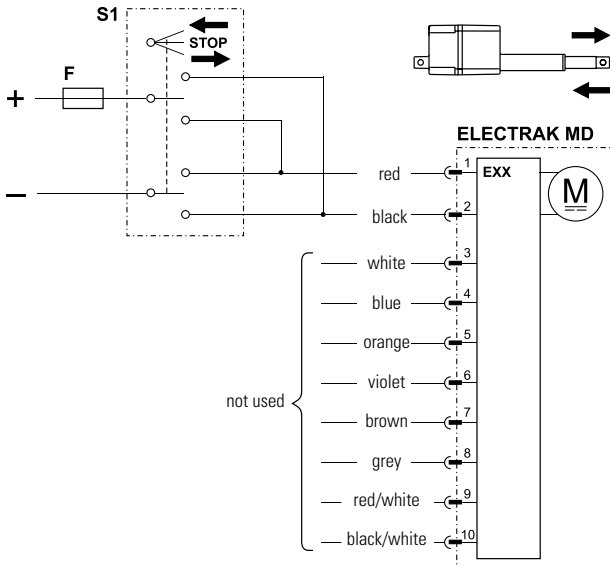 S1
STOP
F
+
−
ELECTRAK MD
EXX
M
red 1
black 2
white 3
blue 4
orange 5
violet 6
brown 7
grey 8
red/white 9
black/white 10
not used